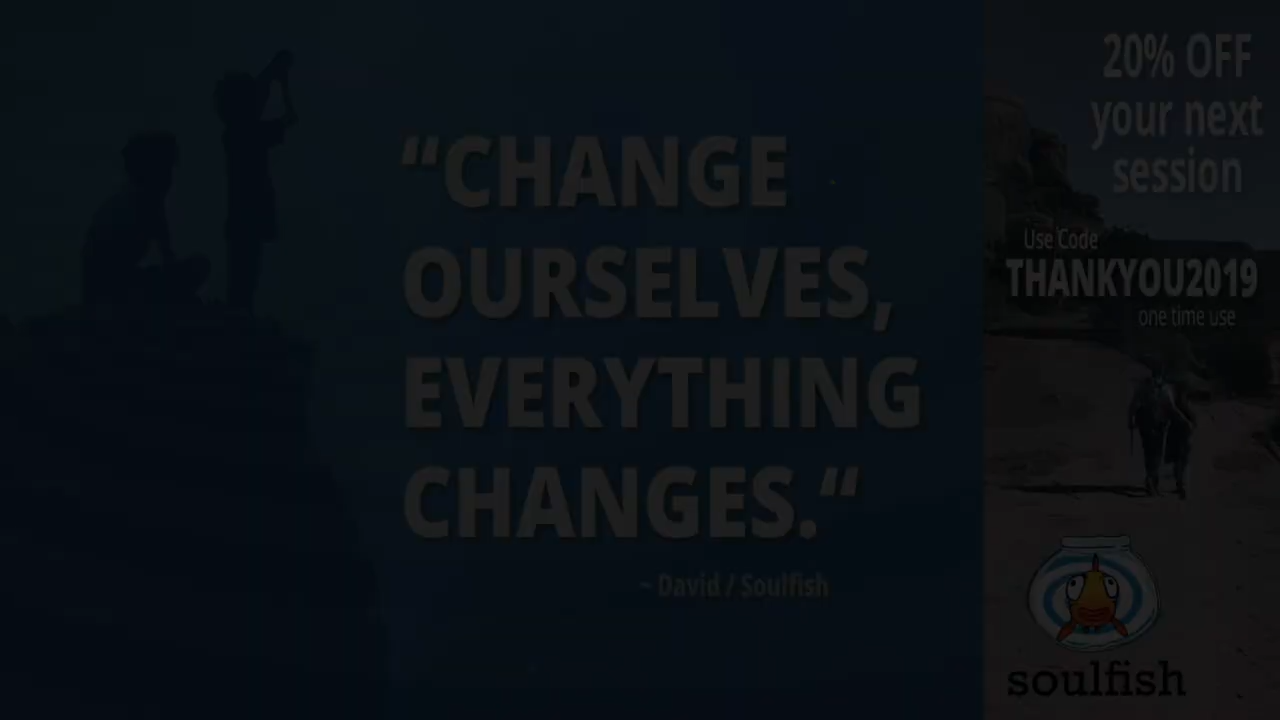 “CHANGE
OURSELVES,
EVERYTHING
CHANGES.“
~ David / Soulfish
20% OFF
your next
session
Use Code
THANKYOU2019
one time use
soulfish